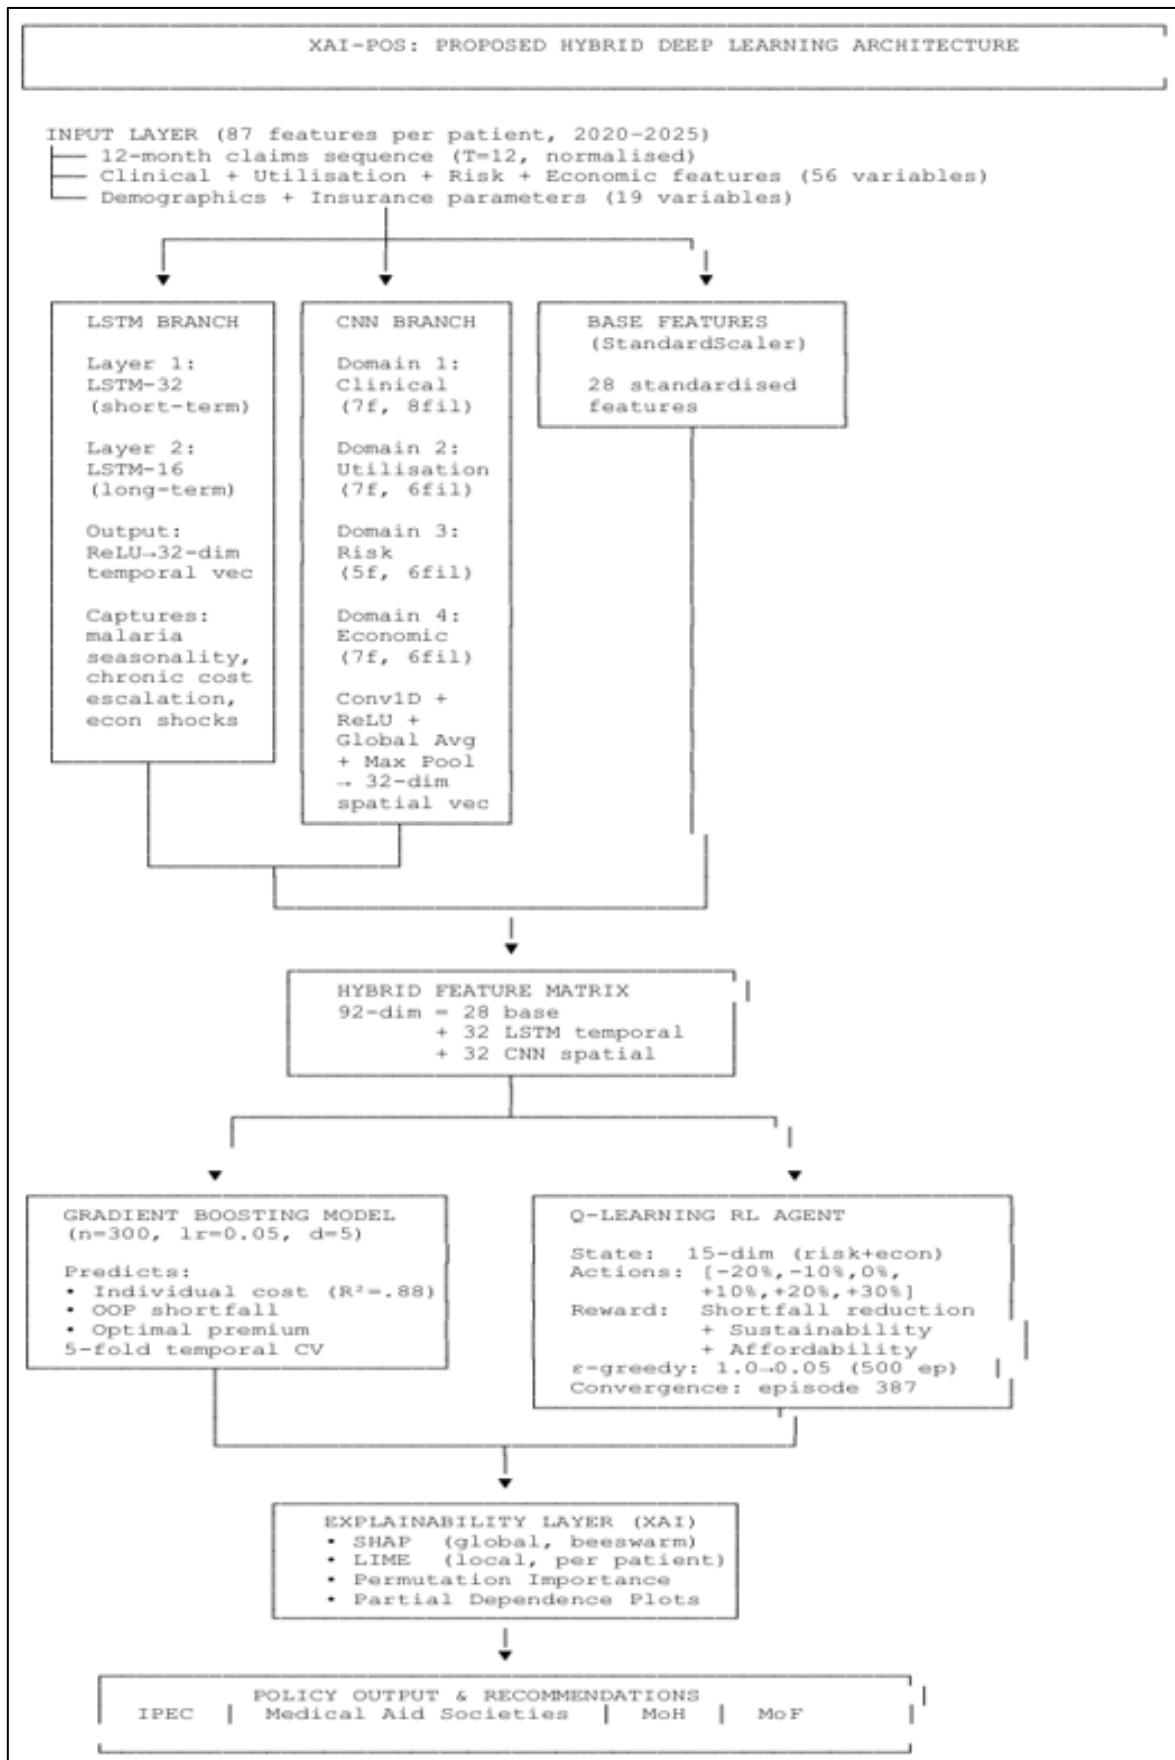 XAI-POS: PROPOSED HYBRID DEEP LEARNING ARCHITECTURE
INPUT LAYER (87 features per patient, 2020-2025)
12-month claims sequence (T=12, normalised)
Clinical + Utilisation + Risk + Economic features (56 variables)
Demographics + Insurance parameters (19 variables)
LSTM BRANCH
Layer 1:
LSTM-32
(short-term)
Layer 2:
LSTM-16
(long-term)
Output:
ReLU→32-dim
temporal vec
Captures:
malaria
seasonality,
chronic cost
escalation,
econ shocks
CNN BRANCH
Domain 1:
Clinical
(7f, 8fil)
Domain 2:
Utilisation
(7f, 6fil)
Domain 3:
Risk
(5f, 6fil)
Domain 4:
Economic
(7f, 6fil)
Conv1D +
ReLU +
Global Avg
+ Max Pool
→ 32-dim
spatial vec
BASE FEATURES
(StandardScaler)
28 standardised
features
HYBRID FEATURE MATRIX
92-dim = 28 base
+ 32 LSTM temporal
+ 32 CNN spatial
GRADIENT BOOSTING MODEL
(n=300, lr=0.05, d=5)
Predicts:
• Individual cost (R²=.88)
• OOP shortfall
• Optimal premium
5-fold temporal CV
Q-LEARNING RL AGENT
State: 15-dim (risk+econ)
Actions: [-20%,-10%,0%,
+10%,+20%,+30%]
Reward: Shortfall reduction
+ Sustainability
+ Affordability
ε-greedy: 1.0→0.05 (500 ep)
Convergence: episode 387
EXPLAINABILITY LAYER (XAI)
• SHAP (global, beeswarm)
• LIME (local, per patient)
• Permutation Importance
• Partial Dependence Plots
POLICY OUTPUT & RECOMMENDATIONS
IPEC | Medical Aid Societies | MoH | MoF